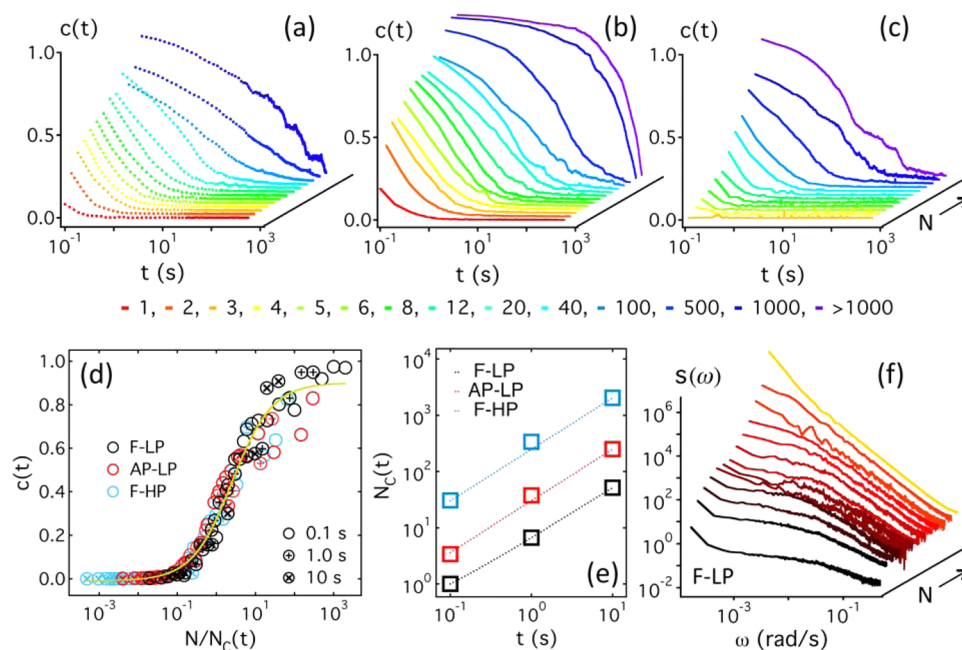 c(t) (a) c(t) (b) c(t) (c)
1.0 1.0 1.0
0.5 0.5 0.5
0.0 0.0 0.0
10⁻¹ 10¹ 10³ 10⁻¹ 10¹ 10³ 10⁻¹ 10¹ 10³ N
t (s) t (s) t (s)
1, 2, 3, 4, 5, 6, 8, 12, 20, 40, 100, 500, 1000, >1000
(d)
c(t)
1.0
0.8
0.6
0.4
0.2
0.0
F-LP
AP-LP
F-HP
0.1 s
1.0 s
10 s
10⁻³ 10⁻² 10⁻¹ 10⁰ 10¹ 10² 10³
N/N_C(t)
(e)
N_C(t)
10⁴
10³
10²
10¹
10⁰
F-LP
AP-LP
F-HP
10⁻¹ 10⁰ 10¹
t (s)
(f)
s(ω)
10⁶
10⁴
10²
10⁰
10⁻²
F-LP
10⁻³ 10⁻¹
N
ω (rad/s)